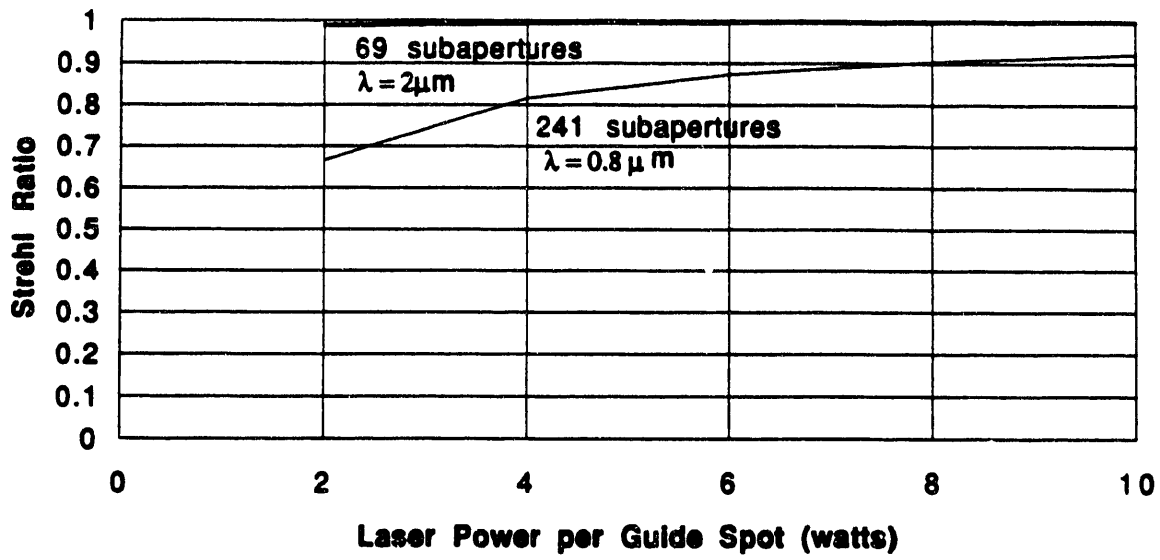 1
0.9
0.8
0.7
0.6
0.5
0.4
0.3
0.2
0.1
0
Strehl Ratio
69 subapertures
λ = 2μm
241 subapertures
λ = 0.8 μm
0 2 4 6 8 10
Laser Power per Guide Spot (watts)